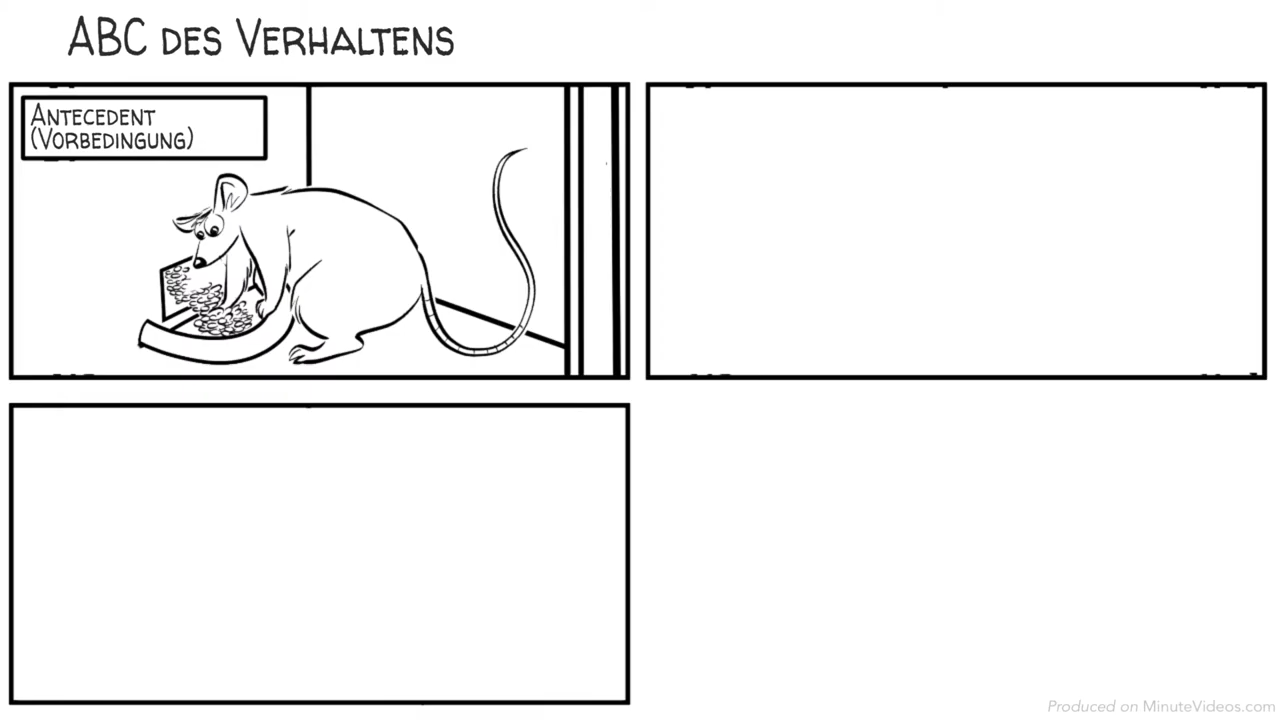 ABC des Verhaltens
Antecedent
(Vorbedingung)
Produced on MinuteVideos.com